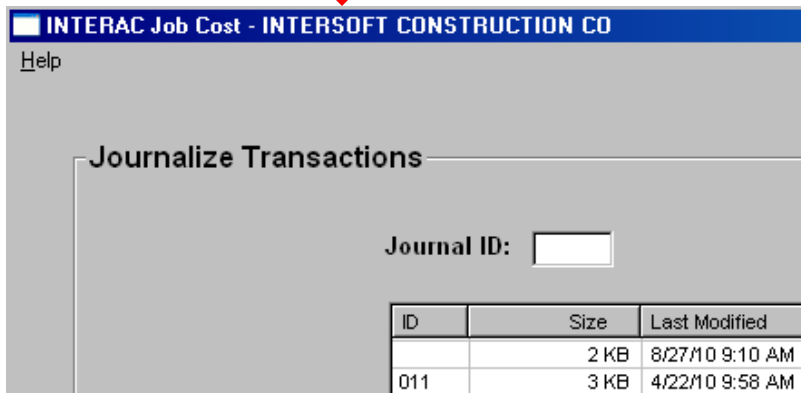 INTERAC Job Cost - INTERSOFT CONSTRUCTION CO
Help
Journalize Transactions
Journal ID:
ID Size Last Modified
2 KB 8/27/10 9:10 AM
011 3 KB 4/22/10 9:58 AM